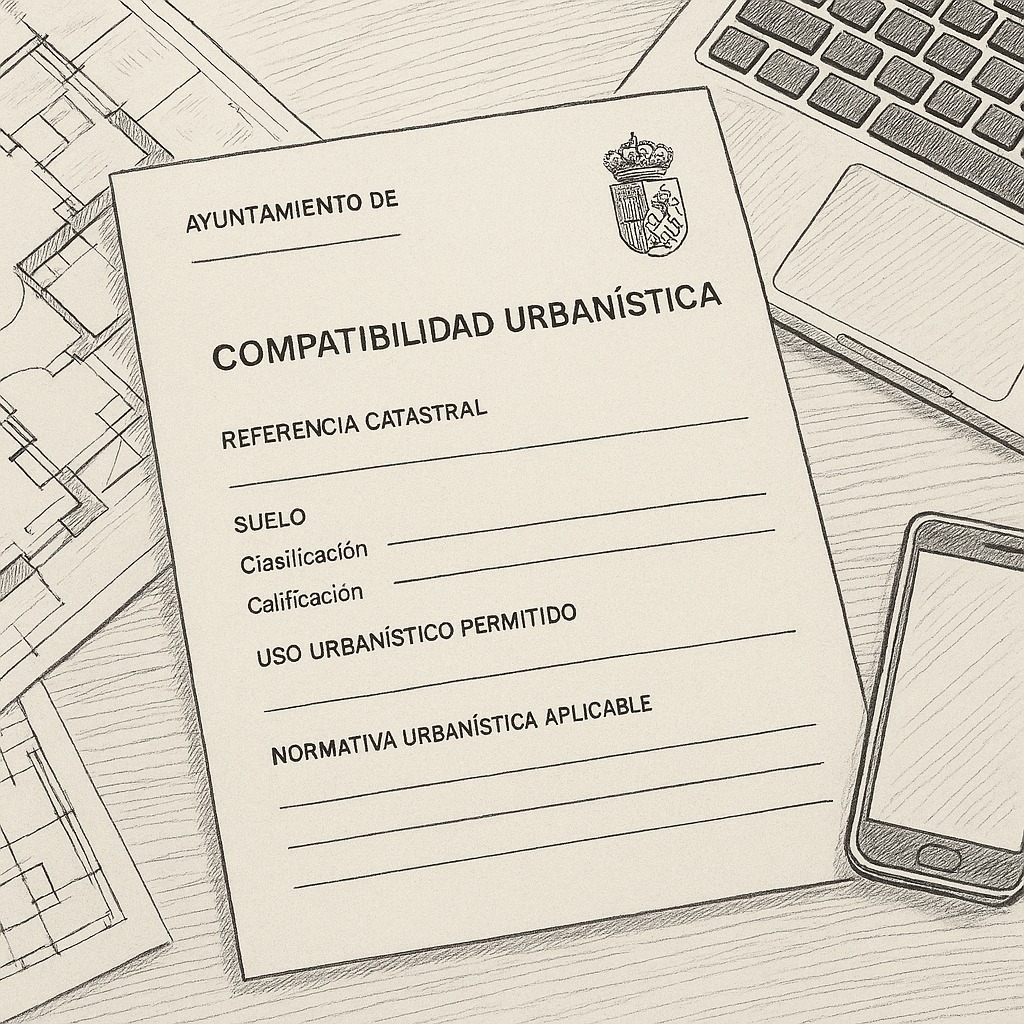 AYUNTAMIENTO DE
COMPATIBILIDAD URBANÍSTICA
REFERENCIA CATASTRAL
SUELO
Ciasilicación
Calificación
USO URBANÍSTICO PERMITIDO
NORMATIVA URBANÍSTICA APLICABLE